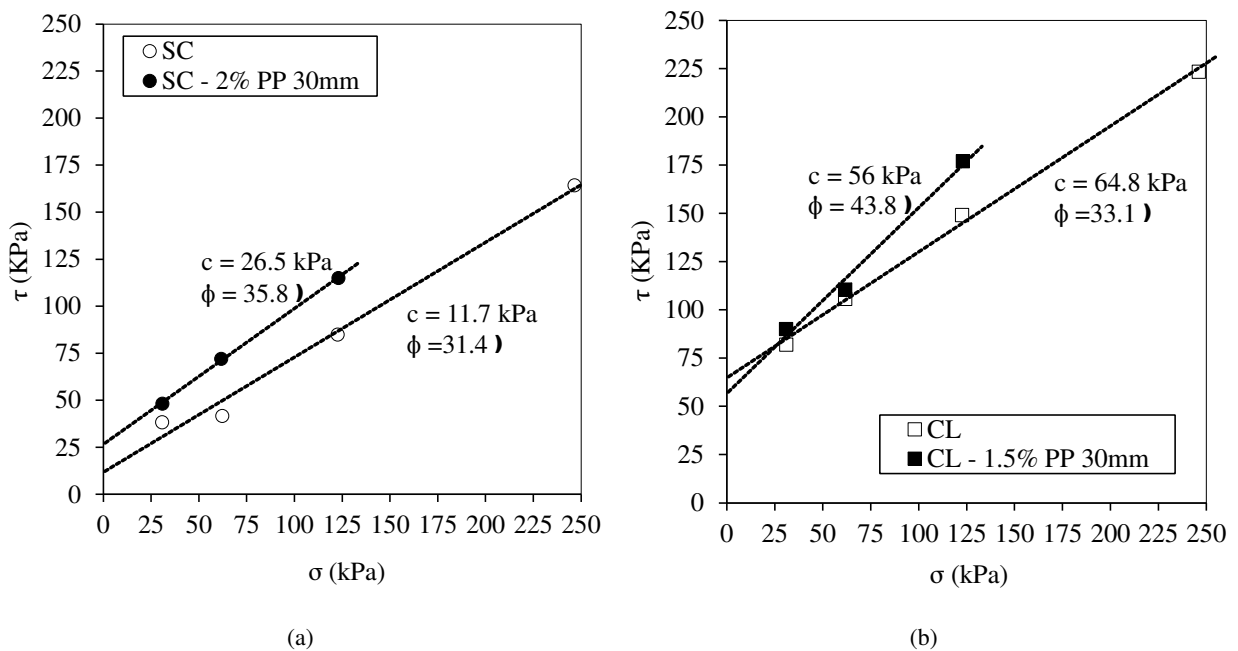 250
225
200
175
150
125
100
75
50
25
0
τ (KPa)
SC
SC - 2% PP 30mm
c = 26.5 kPa
ϕ = 35.8 )
c = 11.7 kPa
ϕ =31.4 )
0 25 50 75 100 125 150 175 200 225 250
σ (kPa)
(a)
250
225
200
175
150
125
100
75
50
25
0
τ (KPa)
c = 56 kPa
ϕ = 43.8 )
c = 64.8 kPa
ϕ =33.1 )
CL
CL - 1.5% PP 30mm
0 25 50 75 100 125 150 175 200 225 250
σ (kPa)
(b)